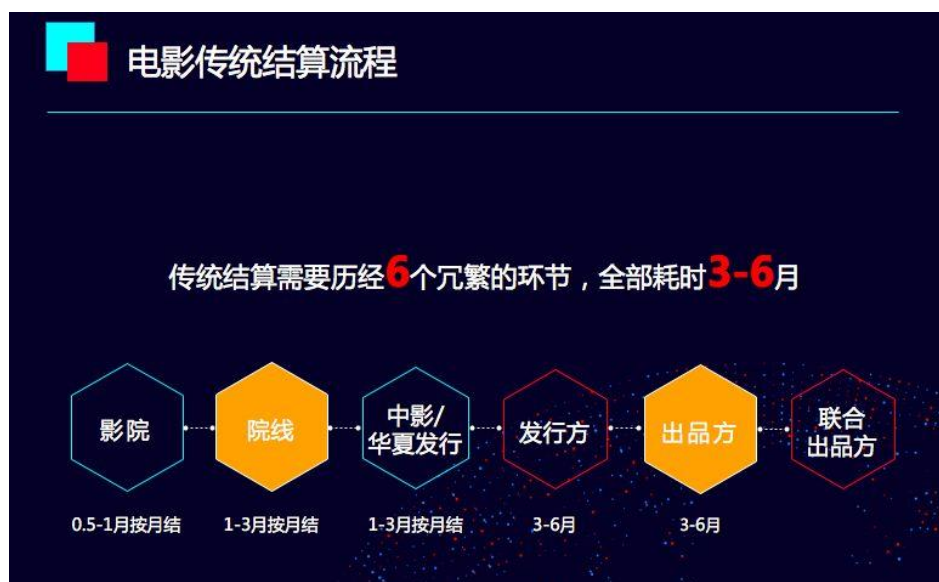 电影传统结算流程
传统结算需要历经6个冗繁的环节，全部耗时3-6月
影院
院线
中影/
华夏发行
发行方
出品方
联合
出品方
0.5-1月按月结
1-3月按月结
1-3月按月结
3-6月
3-6月